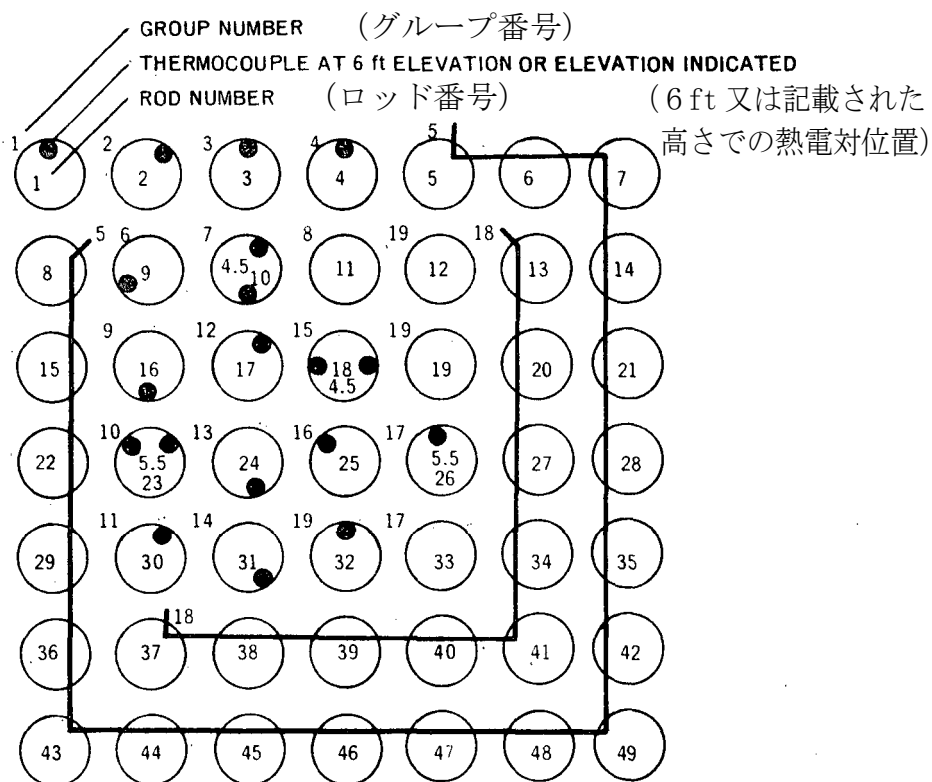 GROUP NUMBER (グループ番号)
THERMOCOUPLE AT 6 ft ELEVATION OR ELEVATION INDICATED
ROD NUMBER (ロッド番号)
(6ft 又は記載された
高さでの熱電対位置)
1 2 3 4 5
1 2 3 4 5 6 7
5 6 7 8 19 18
8 9 4.5 10 11 12 13 14
9 12 15 19
15 16 17 18 4.5 19 20 21
10 13 16 17
22 5.5 23 24 25 5.5 26 27 28
11 14 19 17
29 30 31 32 33 34 35
18
36 37 38 39 40 41 42
43 44 45 46 47 48 49